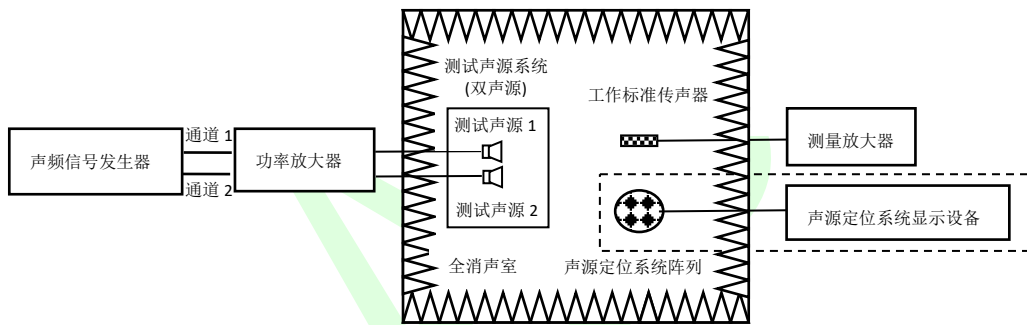 测试声源系统
(双声源)
工作标准传声器
测试声源 1
测量放大器
通道 1
声频信号发生器
功率放大器
通道 2
测试声源 2
声源定位系统显示设备
全消声室
声源定位系统阵列